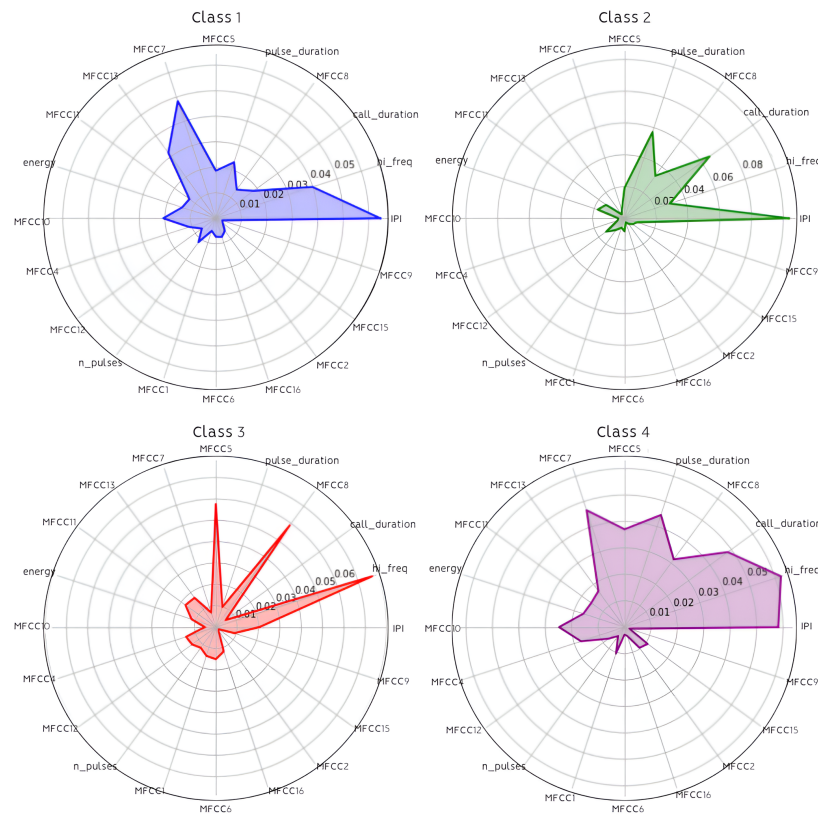 Class 1
MFCC5
MFCC7
pulse_duration
MFCC13
MFCC8
MFCC11
call_duration
energy
hi_freq
0.01
0.02
0.03
0.04
0.05
MFCC10
IPI
MFCC4
MFCC9
MFCC12
MFCC15
n_pulses
MFCC2
MFCC1
MFCC16
MFCC6
Class 2
MFCC5
MFCC7
pulse_duration
MFCC13
MFCC8
MFCC11
call_duration
energy
hi_freq
0.02
0.04
0.06
0.08
MFCC10
IPI
MFCC4
MFCC9
MFCC12
MFCC15
n_pulses
MFCC2
MFCC1
MFCC16
MFCC6
Class 3
MFCC5
MFCC7
pulse_duration
MFCC13
MFCC8
MFCC11
call_duration
energy
hi_freq
0.01
0.02
0.03
0.04
0.05
0.06
MFCC10
IPI
MFCC4
MFCC9
MFCC12
MFCC15
n_pulses
MFCC2
MFCC1
MFCC16
MFCC6
Class 4
MFCC5
MFCC7
pulse_duration
MFCC13
MFCC8
MFCC11
call_duration
energy
hi_freq
0.01
0.02
0.03
0.04
0.05
MFCC10
IPI
MFCC4
MFCC9
MFCC12
MFCC15
n_pulses
MFCC2
MFCC1
MFCC16
MFCC6